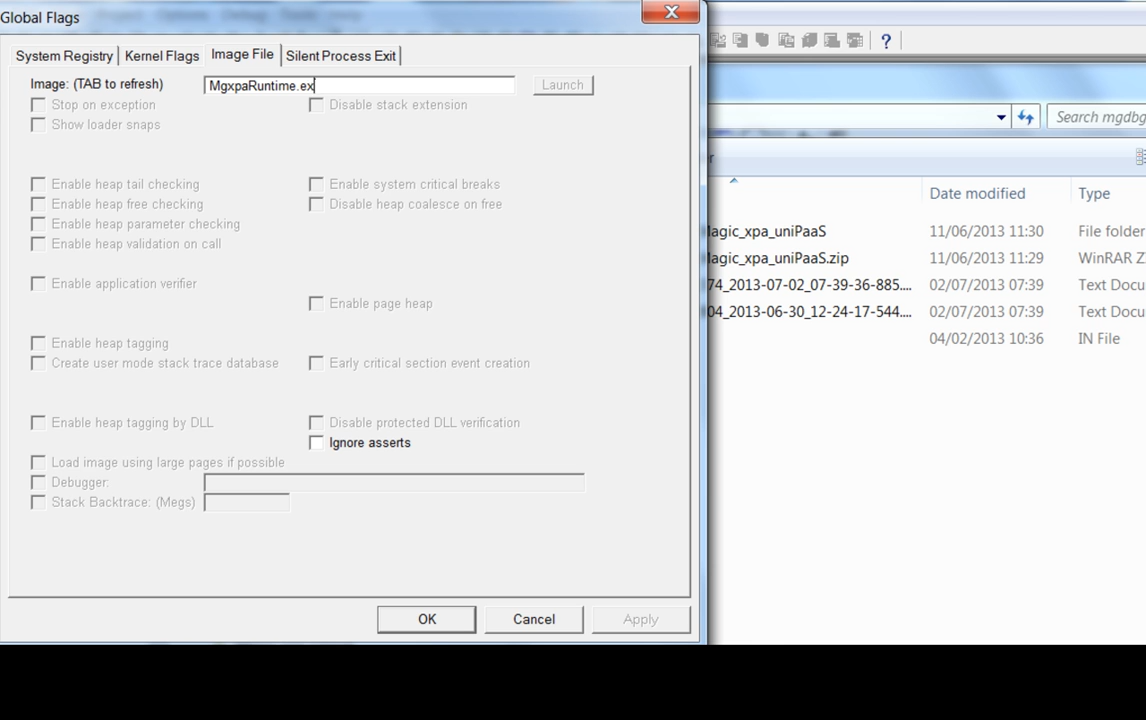 Global Flags
System Registry Kernel Flags Image File Silent Process Exit
Image: (TAB to refresh) MgxpaRuntime.ex Launch
Stop on exception Disable stack extension
Show loader snaps
Enable heap tail checking Enable system critical breaks
Enable heap free checking Disable heap coalesce on free
Enable heap parameter checking
Enable heap validation on call
Enable application verifier
Enable page heap
Enable heap tagging
Create user mode stack trace database Early critical section event creation
Enable heap tagging by DLL Disable protected DLL verification
Ignore asserts
Load image using large pages if possible
Debugger:
Stack Backtrace: (Megs)
OK Cancel Apply
?
Search mgdbg
Date modified Type
lagic_xpa_uniPaaS 11/06/2013 11:30 File folder
lagic_xpa_uniPaaS.zip 11/06/2013 11:29 WinRAR Z
74_2013-07-02_07-39-36-885.... 02/07/2013 07:39 Text Docu
04_2013-06-30_12-24-17-544.... 02/07/2013 07:39 Text Docu
04/02/2013 10:36 IN File